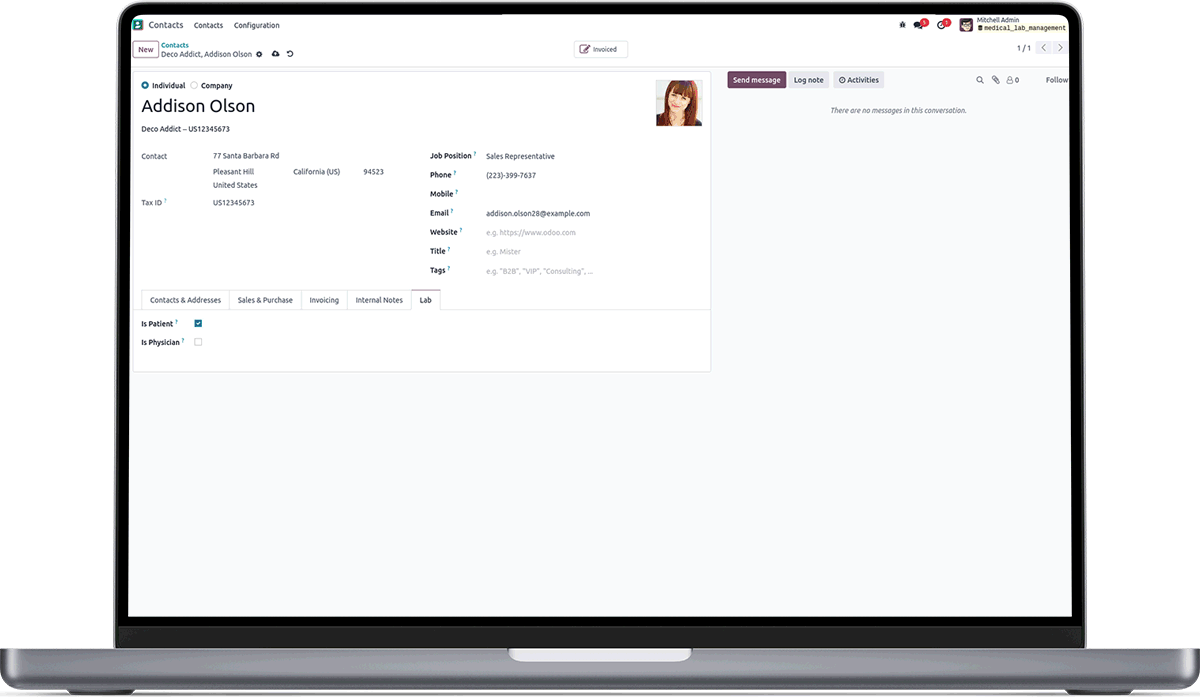 Contacts Contacts Configuration
5 1 Mitchell Admin
medical_lab_management
New Contacts
Deco Addict, Addison Olson
Invoiced
1 / 1
Individual Company
Addison Olson
Deco Addict – US12345673
Contact 77 Santa Barbara Rd
Pleasant Hill California (US) 94523
United States
Tax ID ? US12345673
Job Position ? Sales Representative
Phone ? (223)-399-7637
Mobile ?
Email ? addison.olson28@example.com
Website ? e.g. https://www.odoo.com
Title ? e.g. Mister
Tags ? e.g. "B2B", "VIP", "Consulting", ...
Contacts & Addresses Sales & Purchase Invoicing Internal Notes Lab
Is Patient ?
Is Physician ?
Send message Log note Activities 0 Follow
There are no messages in this conversation.